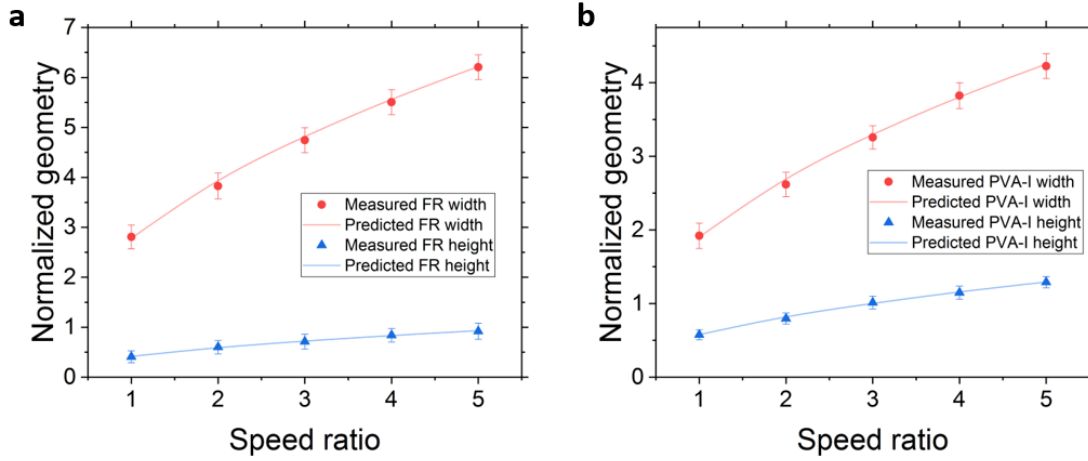 a
7
6
5
4
3
2
1
0
Normalized geometry
Measured FR width
Predicted FR width
Measured FR height
Predicted FR height
1 2 3 4 5
Speed ratio
b
4
3
2
1
0
Normalized geometry
Measured PVA-I width
Predicted PVA-I width
Measured PVA-I height
Predicted PVA-I height
1 2 3 4 5
Speed ratio